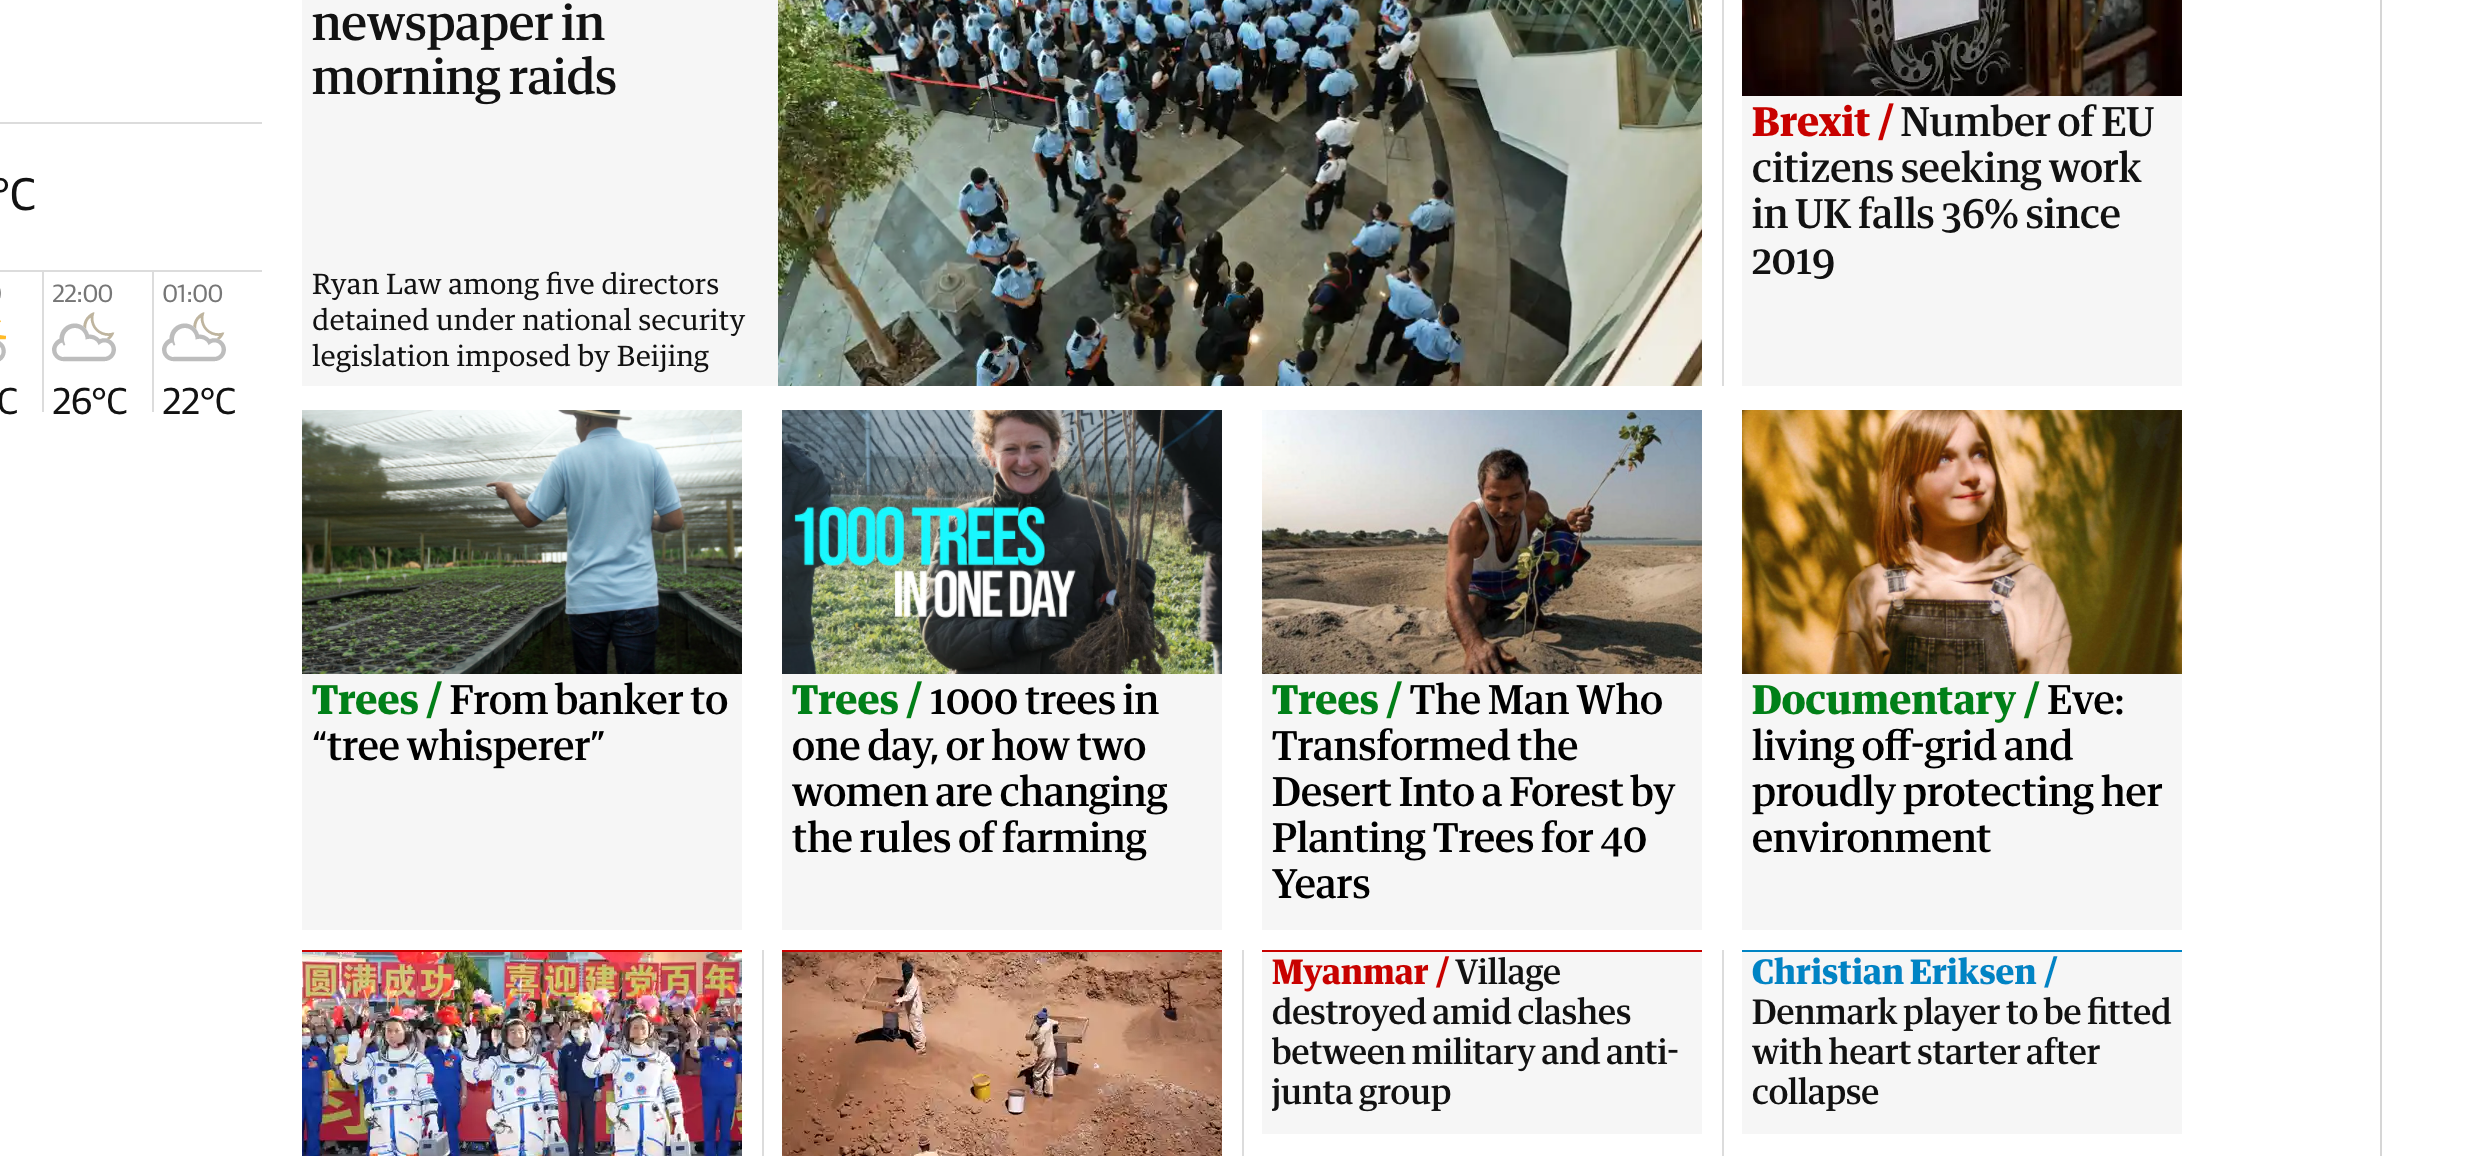 newspaper in
morning raids
Ryan Law among five directors
detained under national security
legislation imposed by Beijing
Brexit / Number of EU
citizens seeking work
in UK falls 36% since
2019
°C
22:00
01:00
C
26°C
22°C
1000 TREES
IN ONE DAY
Trees / From banker to
“tree whisperer”
Trees / 1000 trees in
one day, or how two
women are changing
the rules of farming
Trees / The Man Who
Transformed the
Desert Into a Forest by
Planting Trees for 40
Years
Documentary / Eve:
living off-grid and
proudly protecting her
environment
圆满成功 喜迎建党百年
Myanmar / Village
destroyed amid clashes
between military and anti-
junta group
Christian Eriksen /
Denmark player to be fitted
with heart starter after
collapse